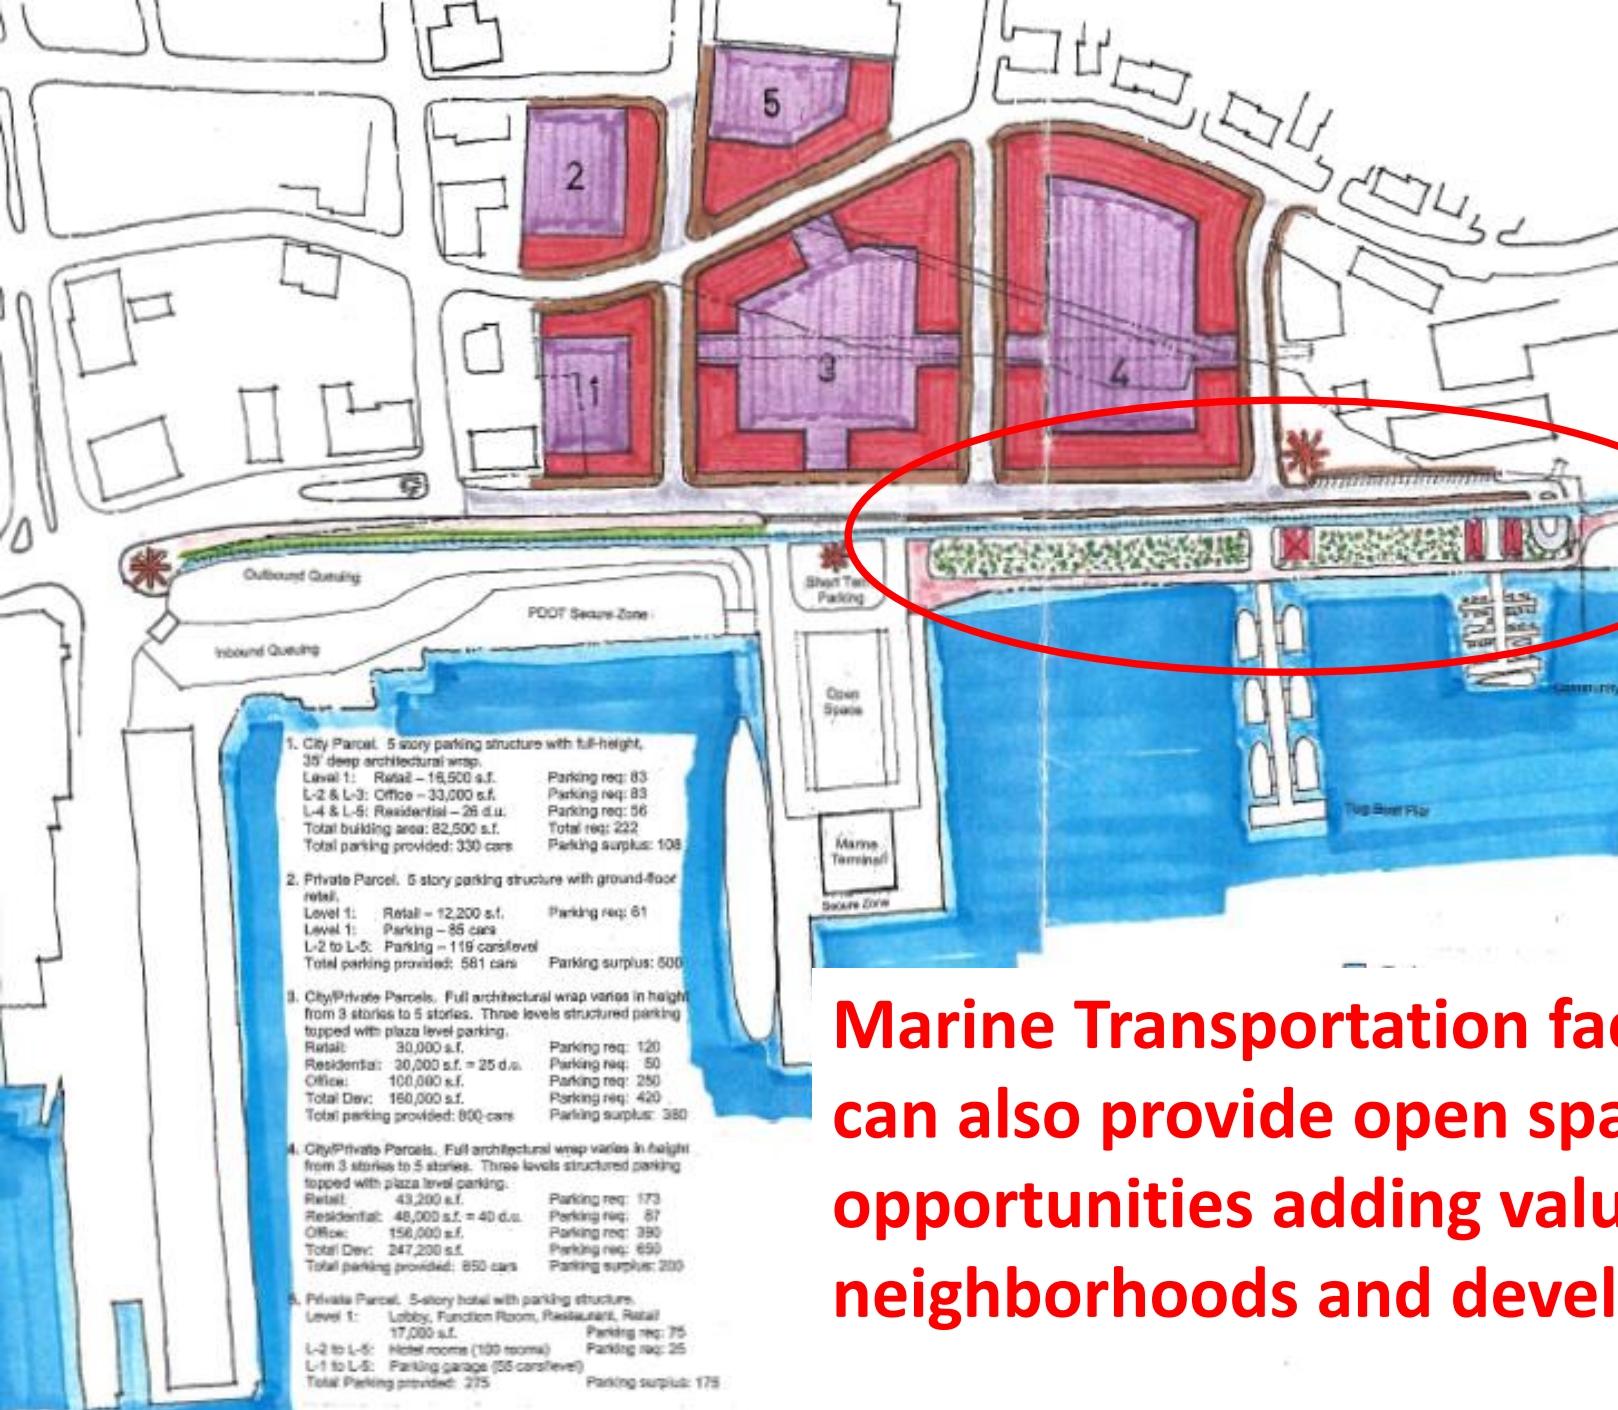 5
2
3
4
1
Outbound Queuing
PDOT Secure Zone
Inbound Queuing
Short Term
Parking
Open
Space
Marine
Terminal
Secure Zone
Tug Boat Pier
Community
1. City Parcel. 5 story parking structure with full-height,
35' deep architectural wrap.
Level 1: Retail – 16,500 s.f. Parking req: 83
L-2 & L-3: Office – 33,000 s.f. Parking req: 83
L-4 & L-5: Residential – 26 d.u. Parking req: 56
Total building area: 82,500 s.f. Total req: 222
Total parking provided: 330 cars Parking surplus: 108
2. Private Parcel. 5 story parking structure with ground-floor
retail.
Level 1: Retail – 12,200 s.f. Parking req: 61
Level 1: Parking – 85 cars
L-2 to L-5: Parking – 119 cars/level
Total parking provided: 581 cars Parking surplus: 500
3. City/Private Parcels. Full architectural wrap varies in height
from 3 stories to 5 stories. Three levels structured parking
topped with plaza level parking.
Retail: 30,000 s.f. Parking req: 120
Residential: 30,000 s.f. = 25 d.u. Parking req: 50
Office: 100,000 s.f. Parking req: 250
Total Dev: 160,000 s.f. Parking req: 420
Total parking provided: 800 cars Parking surplus: 380
4. City/Private Parcels. Full architectural wrap varies in height
from 3 stories to 5 stories. Three levels structured parking
topped with plaza level parking.
Retail: 43,200 s.f. Parking req: 173
Residential: 48,000 s.f. = 40 d.u. Parking req: 87
Office: 156,000 s.f. Parking req: 390
Total Dev: 247,200 s.f. Parking req: 650
Total parking provided: 850 cars Parking surplus: 200
5. Private Parcel. 5-story hotel with parking structure.
Level 1: Lobby, Function Room, Restaurant, Retail
17,000 s.f. Parking req: 75
L-2 to L-5: Hotel rooms (100 rooms) Parking req: 25
L-1 to L-5: Parking garage (55 cars/level)
Total Parking provided: 275 Parking surplus: 175
Marine Transportation fac
can also provide open spa
opportunities adding valu
neighborhoods and devel